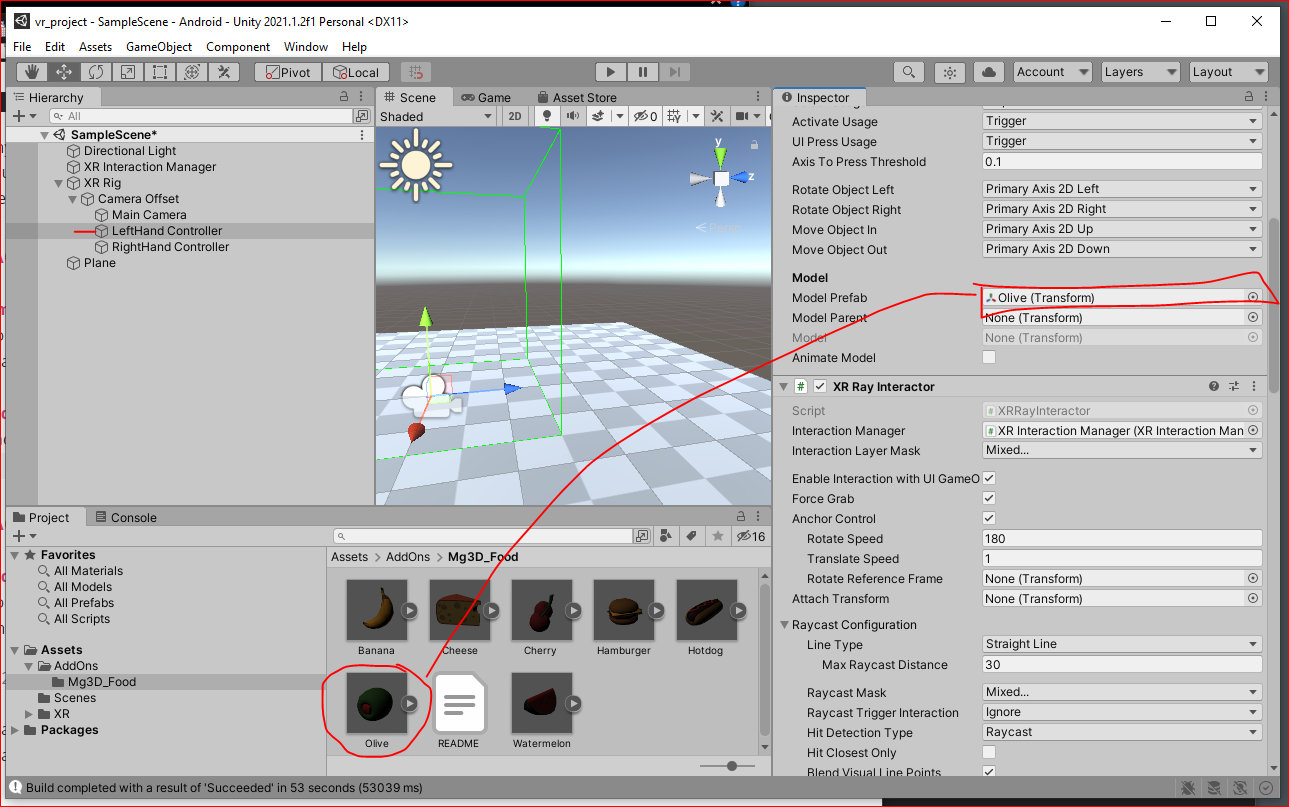 vr_project - SampleScene - Android - Unity 2021.1.2f1 Personal <DX11>
File Edit Assets GameObject Component Window Help
Pivot Local Account Layers Layout
Hierarchy
All
SampleScene*
Directional Light
XR Interaction Manager
XR Rig
Camera Offset
Main Camera
LeftHand Controller
RightHand Controller
Plane
Scene Game Asset Store
Shaded 2D 0
y
z
Persp
Inspector
Activate Usage Trigger
UI Press Usage Trigger
Axis To Press Threshold 0.1
Rotate Object Left Primary Axis 2D Left
Rotate Object Right Primary Axis 2D Right
Move Object In Primary Axis 2D Up
Move Object Out Primary Axis 2D Down
Model
Model Prefab Olive (Transform)
Model Parent None (Transform)
Model None (Transform)
Animate Model
XR Ray Interactor
Script XRRayInteractor
Interaction Manager XR Interaction Manager (XR Interaction Man
Interaction Layer Mask Mixed...
Enable Interaction with UI GameO
Force Grab
Anchor Control
Rotate Speed 180
Translate Speed 1
Rotate Reference Frame None (Transform)
Attach Transform None (Transform)
Raycast Configuration
Line Type Straight Line
Max Raycast Distance 30
Raycast Mask Mixed...
Raycast Trigger Interaction Ignore
Hit Detection Type Raycast
Hit Closest Only
Blend Visual Line Points
Project Console
16
Favorites
All Materials
All Models
All Prefabs
All Scripts
Assets
AddOns
Mg3D_Food
Scenes
XR
Packages
Assets > AddOns > Mg3D_Food
Banana Cheese Cherry Hamburger Hotdog
Olive README Watermelon
Build completed with a result of 'Succeeded' in 53 seconds (53039 ms)